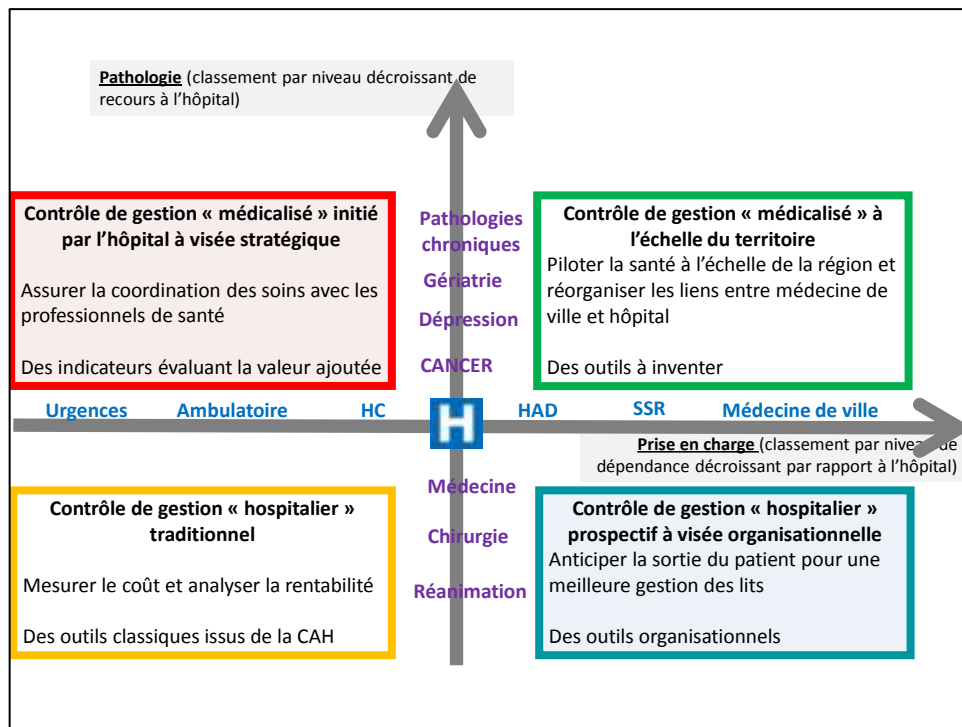 Pathologie (classement par niveau décroissant de
recours à l'hôpital)
Contrôle de gestion « médicalisé » initié
par l'hôpital à visée stratégique
Assurer la coordination des soins avec les
professionnels de santé
Des indicateurs évaluant la valeur ajoutée
Pathologies
chroniques
Gériatrie
Dépression
CANCER
Contrôle de gestion « médicalisé » à
l'échelle du territoire
Piloter la santé à l'échelle de la région et
réorganiser les liens entre médecine de
ville et hôpital
Des outils à inventer
Urgences Ambulatoire HC H HAD SSR Médecine de ville
Prise en charge (classement par niveau de
dépendance décroissant par rapport à l'hôpital)
Contrôle de gestion « hospitalier »
traditionnel
Mesurer le coût et analyser la rentabilité
Des outils classiques issus de la CAH
Médecine
Chirurgie
Réanimation
Contrôle de gestion « hospitalier »
prospectif à visée organisationnelle
Anticiper la sortie du patient pour une
meilleure gestion des lits
Des outils organisationnels